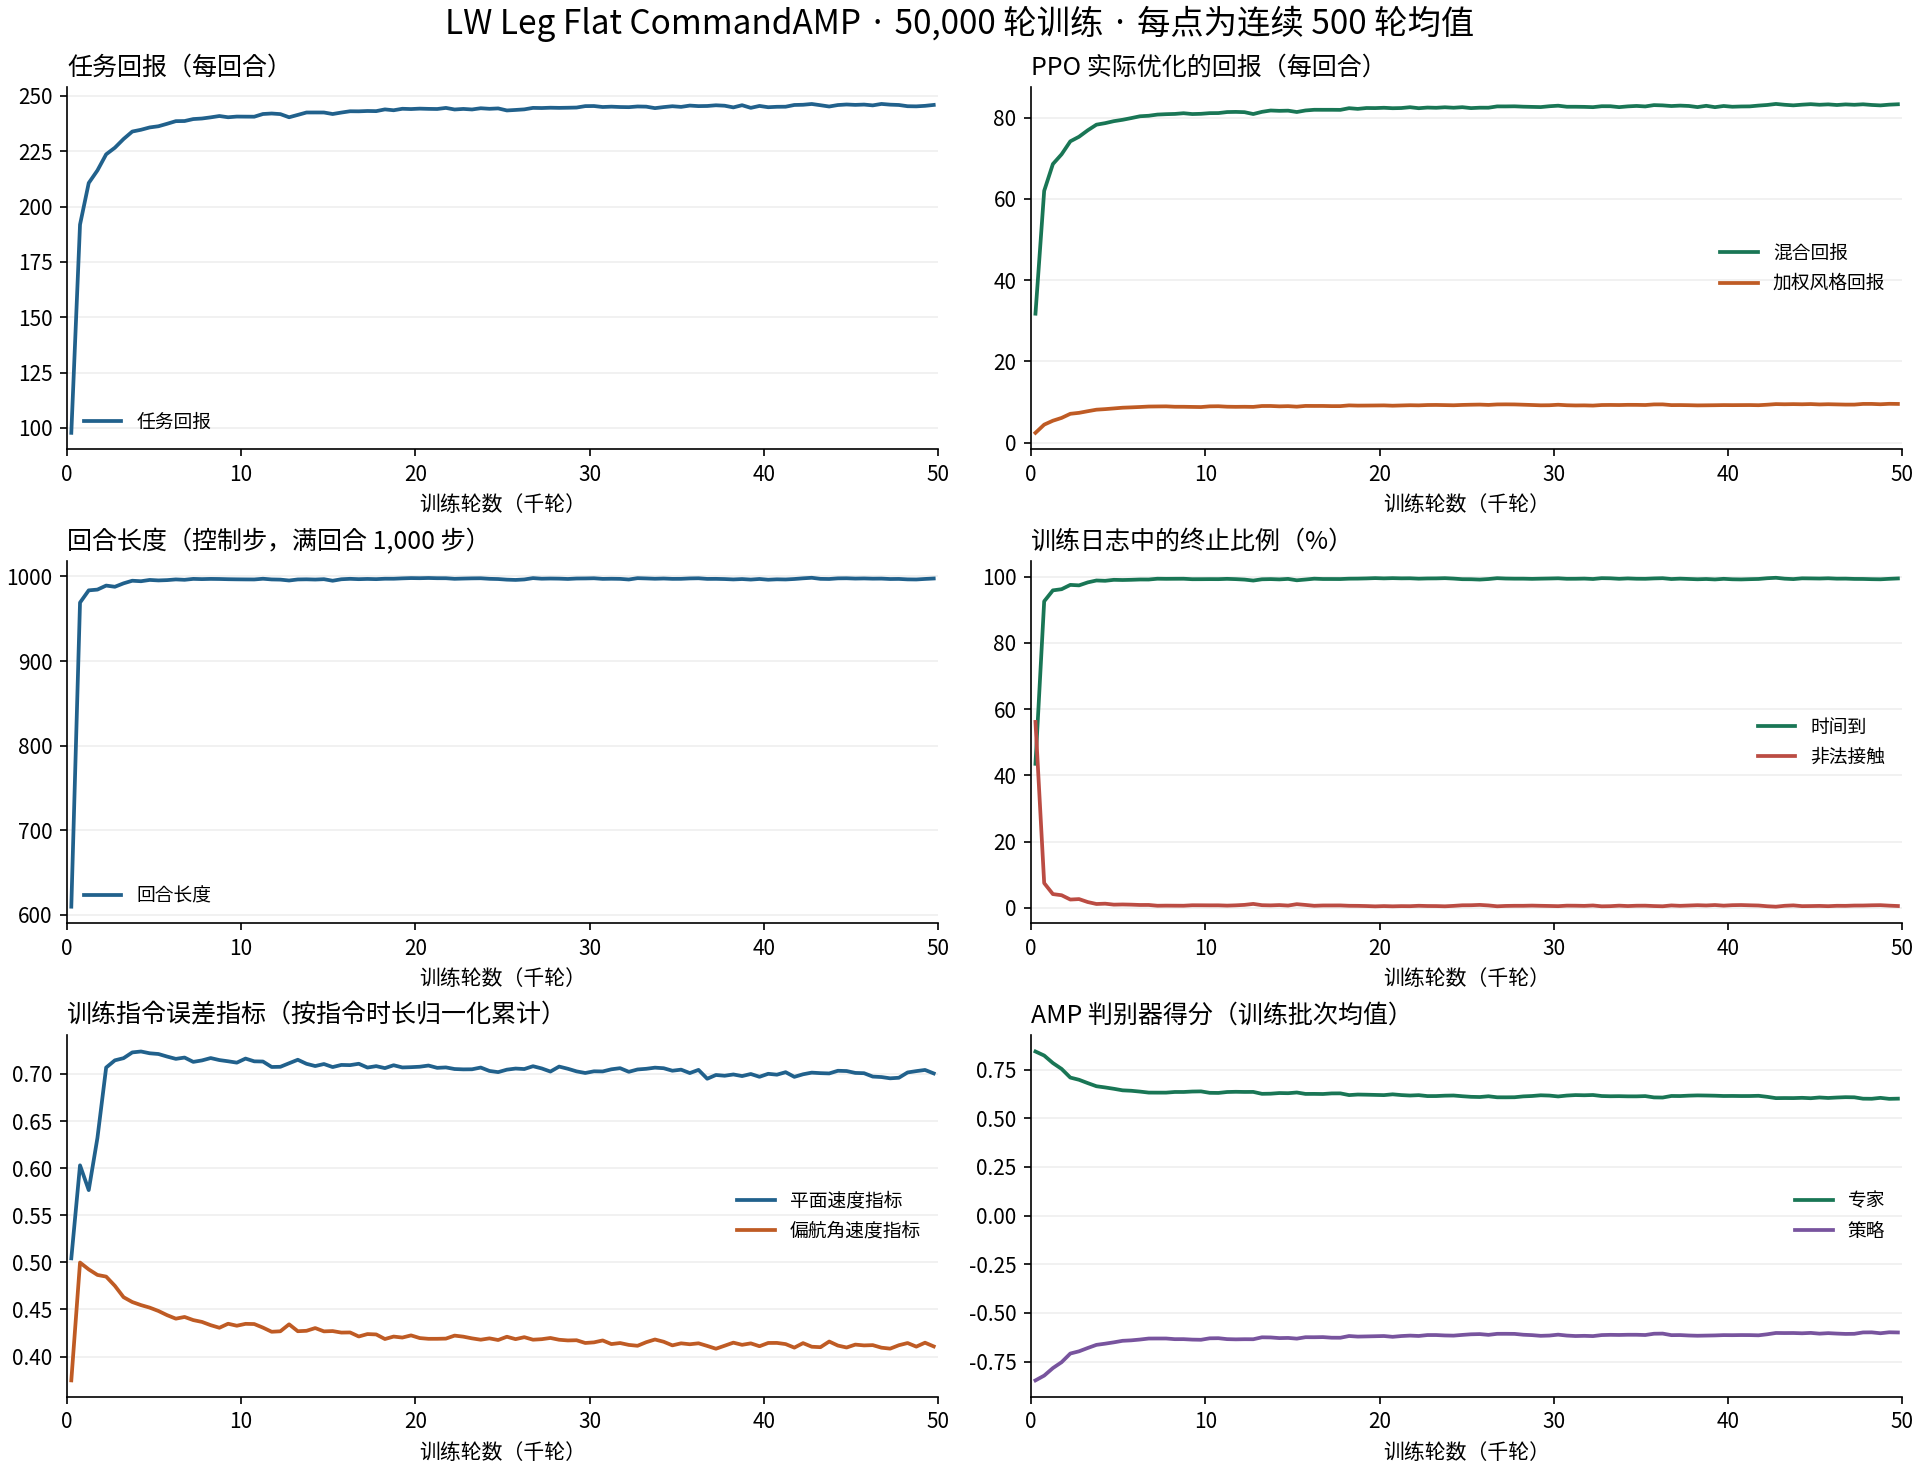 LW Leg Flat CommandAMP · 50,000 轮训练 · 每点为连续 500 轮均值
任务回报（每回合）
250
225
200
175
150
125
100
任务回报
0 10 20 30 40 50
训练轮数（千轮）
PPO 实际优化的回报（每回合）
80
60
40
20
0
混合回报
加权风格回报
0 10 20 30 40 50
训练轮数（千轮）
回合长度（控制步，满回合 1,000 步）
1000
900
800
700
600
回合长度
0 10 20 30 40 50
训练轮数（千轮）
训练日志中的终止比例（%）
100
80
60
40
20
0
时间到
非法接触
0 10 20 30 40 50
训练轮数（千轮）
训练指令误差指标（按指令时长归一化累计）
0.70
0.65
0.60
0.55
0.50
0.45
0.40
平面速度指标
偏航角速度指标
0 10 20 30 40 50
训练轮数（千轮）
AMP 判别器得分（训练批次均值）
0.75
0.50
0.25
0.00
-0.25
-0.50
-0.75
专家
策略
0 10 20 30 40 50
训练轮数（千轮）